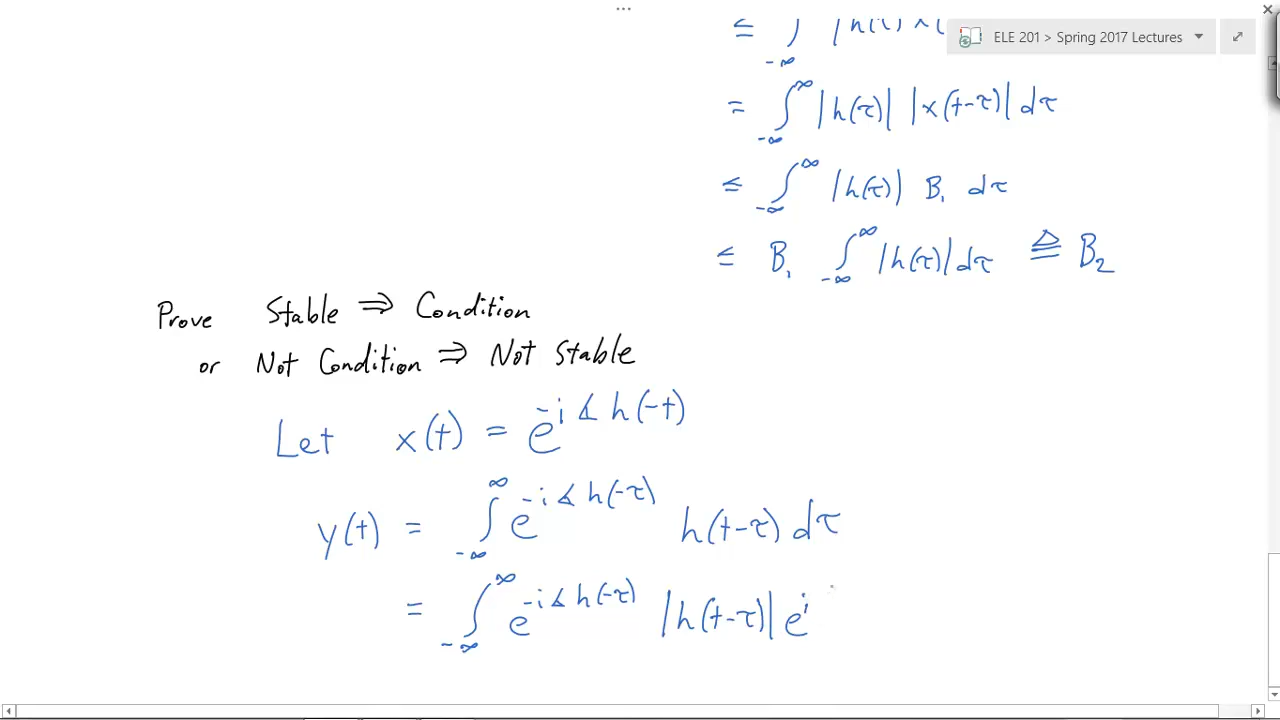 ELE 201 > Spring 2017 Lectures
= ∫_{-∞}^{∞} |h(τ)| |x(t-τ)| dτ
≤ ∫_{-∞}^{∞} |h(τ)| B₁ dτ
≤ B₁ ∫_{-∞}^{∞} |h(τ)| dτ ≜ B₂
Prove Stable ⇒ Condition
or Not Condition ⇒ Not Stable
Let x(t) = e^{-i∡h(-t)}
y(t) = ∫_{-∞}^{∞} e^{-i∡h(-τ)} h(t-τ) dτ
= ∫_{-∞}^{∞} e^{-i∡h(-τ)} |h(t-τ)| e^{i}